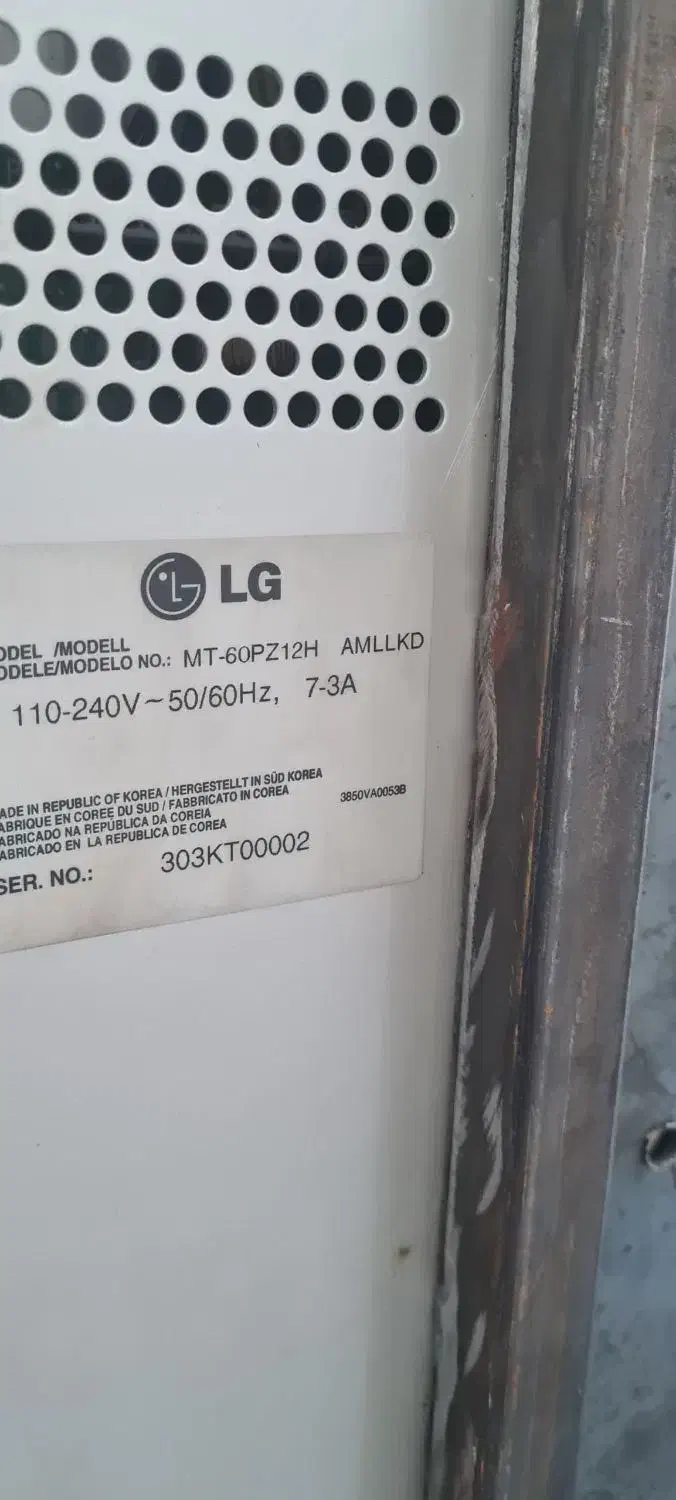 LG
ODEL /MODELL
ODELE/MODELO NO.: MT-60PZ12H AMLLKD
110-240V~50/60Hz, 7-3A
ADE IN REPUBLIC OF KOREA / HERGESTELLT IN SÜD KOREA
ABRIQUE EN COREE DU SUD / FABBRICATO IN COREA
ABRICADO NA REPÚBLICA DA COREIA
ABRICADO EN LA REPUBLICA DE COREA
3850VA0053B
SER. NO.: 303KT00002